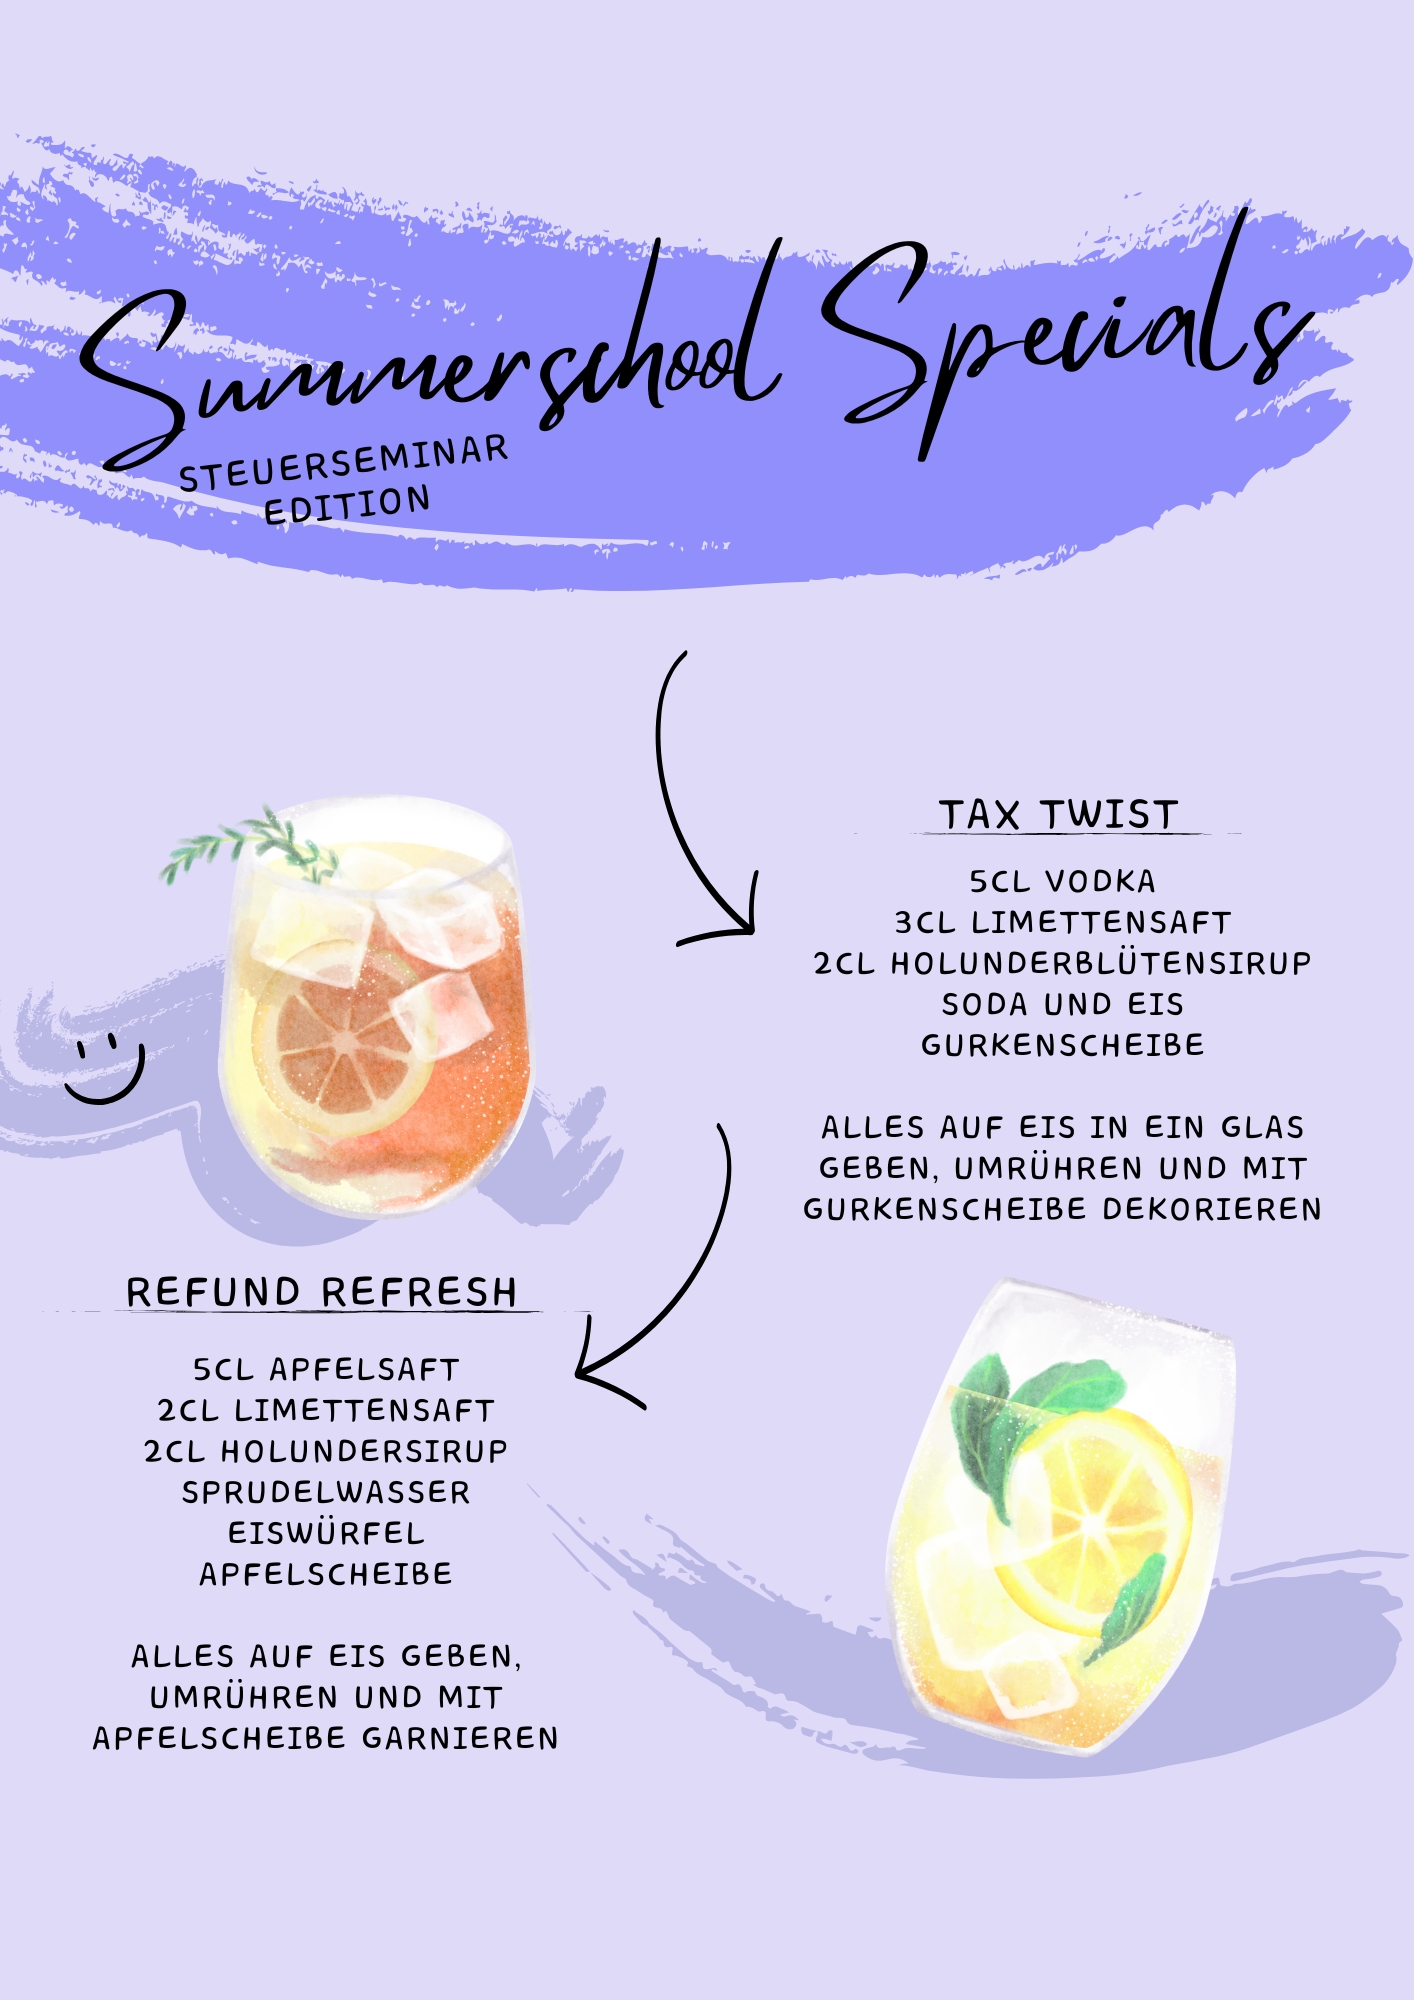 Summerschool Specials
STEUERSEMINAR
EDITION
TAX TWIST
5CL VODKA
3CL LIMETTENSAFT
2CL HOLUNDERBLÜTENSIRUP
SODA UND EIS
GURKENSCHEIBE
ALLES AUF EIS IN EIN GLAS
GEBEN, UMRÜHREN UND MIT
GURKENSCHEIBE DEKORIEREN
REFUND REFRESH
5CL APFELSAFT
2CL LIMETTENSAFT
2CL HOLUNDERSIRUP
SPRUDELWASSER
EISWÜRFEL
APFELSCHEIBE
ALLES AUF EIS GEBEN,
UMRÜHREN UND MIT
APFELSCHEIBE GARNIEREN